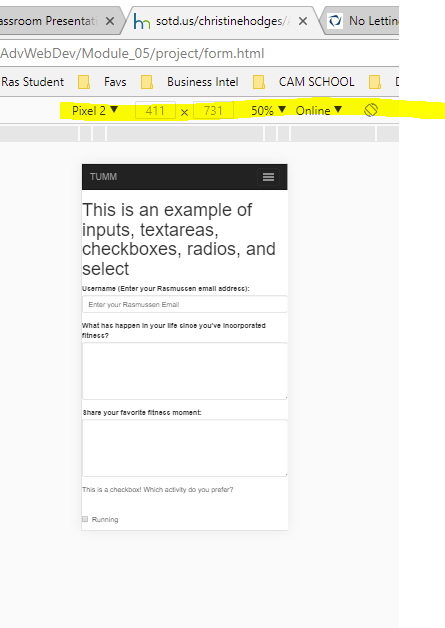 assroom Presentat
hn sotd.us/christinehodges/
No Letting
AdvWebDev/Module_05/project/form.html
Ras Student Favs Business Intel CAM SCHOOL
Pixel 2 411 x 731 50% Online
TUMM
This is an example of
inputs, textareas,
checkboxes, radios, and
select
Username (Enter your Rasmussen email address):
Enter your Rasmussen Email
What has happen in your life since you've incorporated
fitness?
Share your favorite fitness moment:
This is a checkbox! Which activity do you prefer?
Running